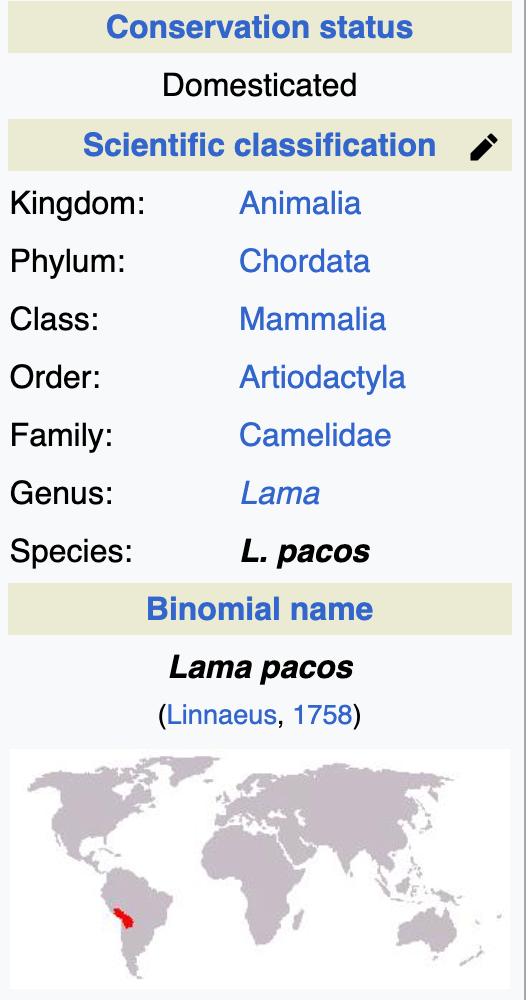 Conservation status
Domesticated
Scientific classification
Kingdom: Animalia
Phylum: Chordata
Class: Mammalia
Order: Artiodactyla
Family: Camelidae
Genus: Lama
Species: L. pacos
Binomial name
Lama pacos
(Linnaeus, 1758)